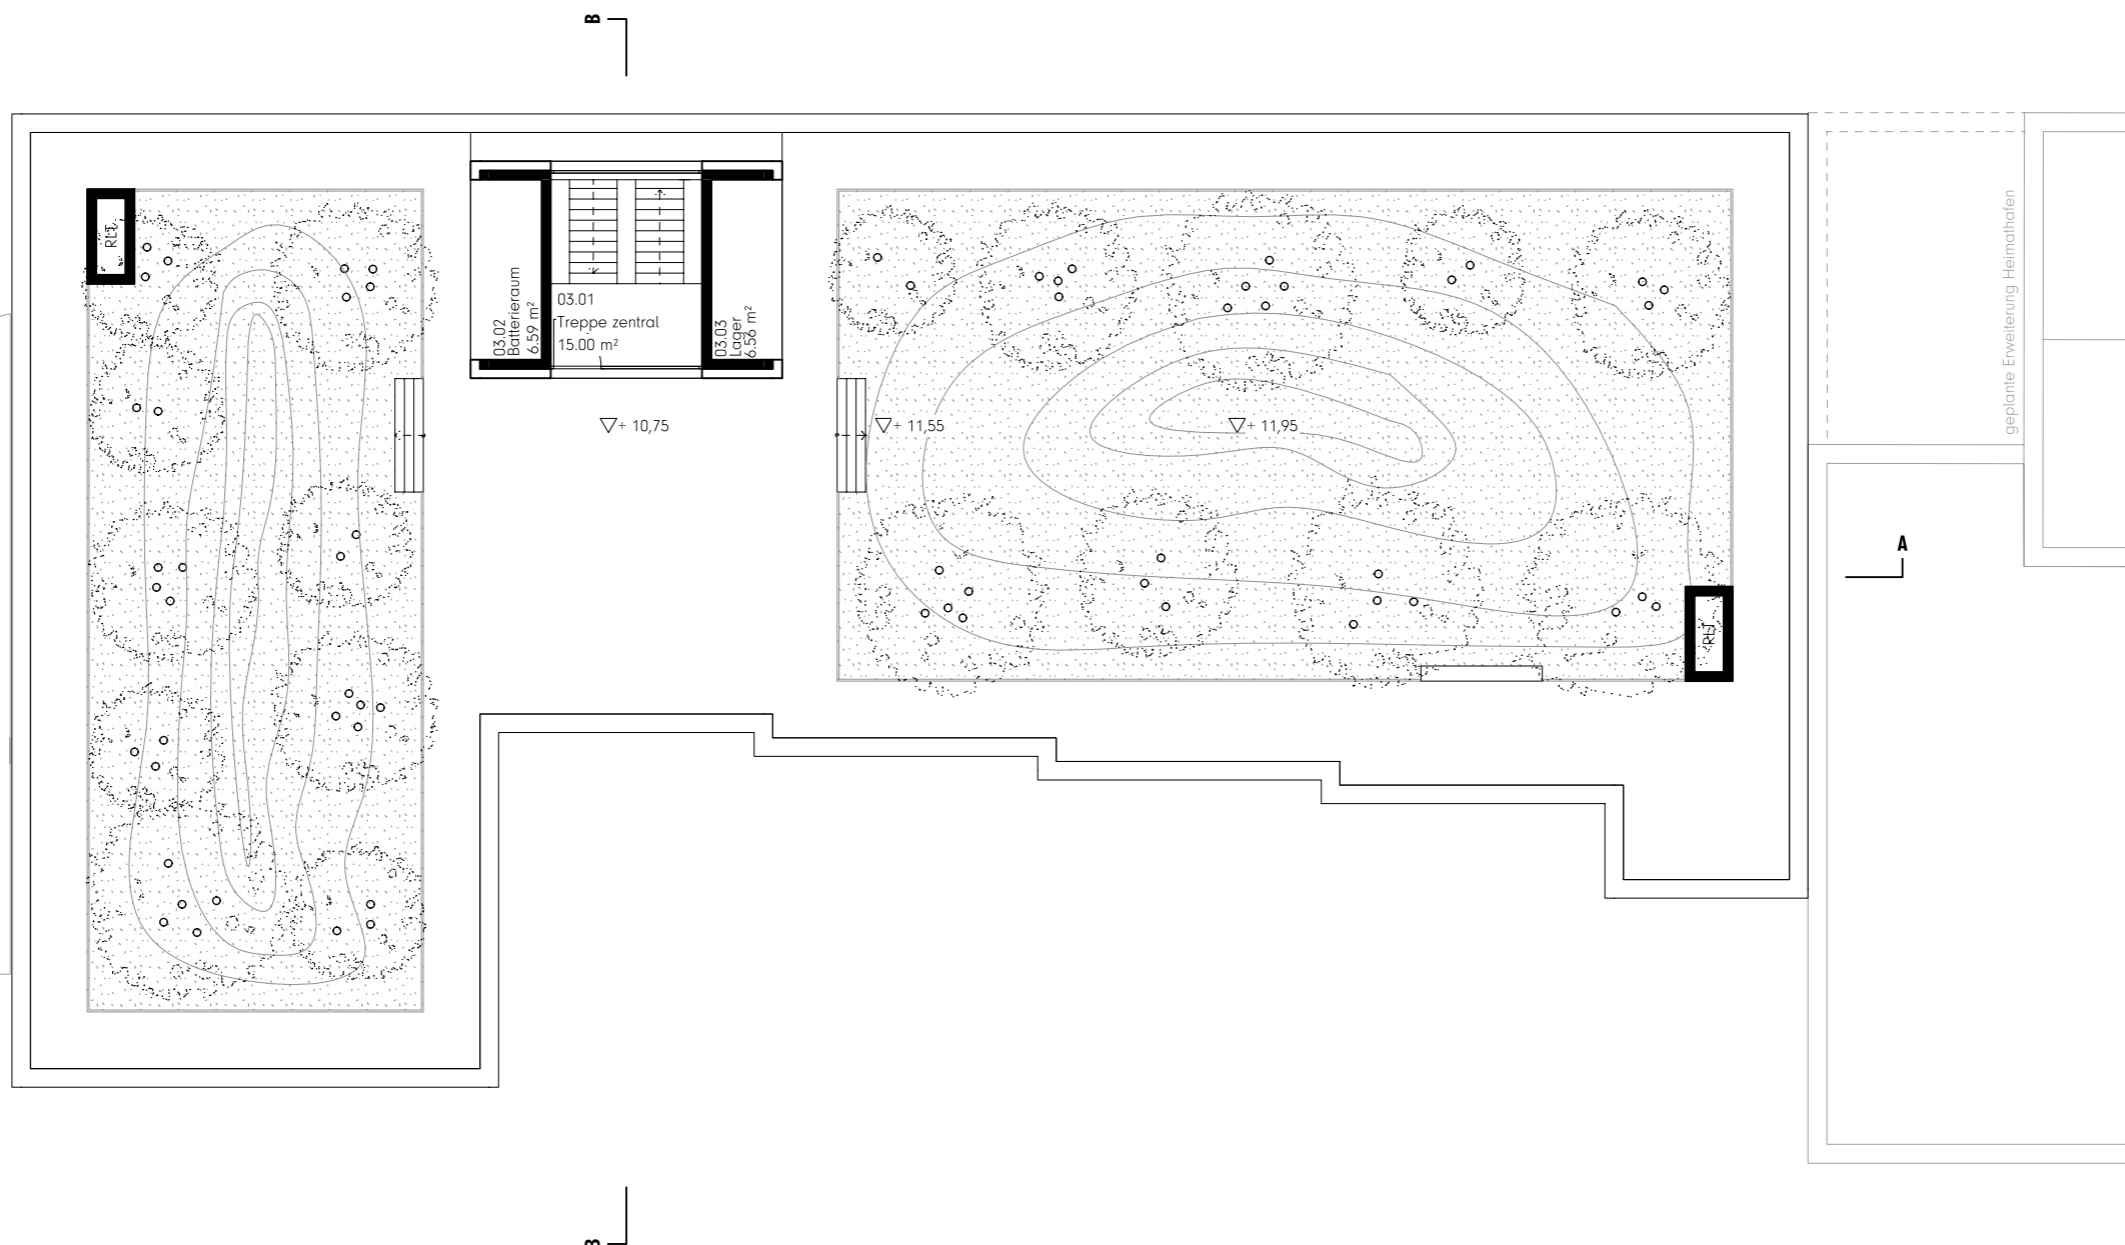 B
RLT
03.02
Batterieraum
6.59 m²
03.01
Treppe zentral
15.00 m²
03.03
Lager
6.56 m²
+ 10,75
+ 11,55
+ 11,95
geplante Erweiterung Heimathafen
A
RLT
B